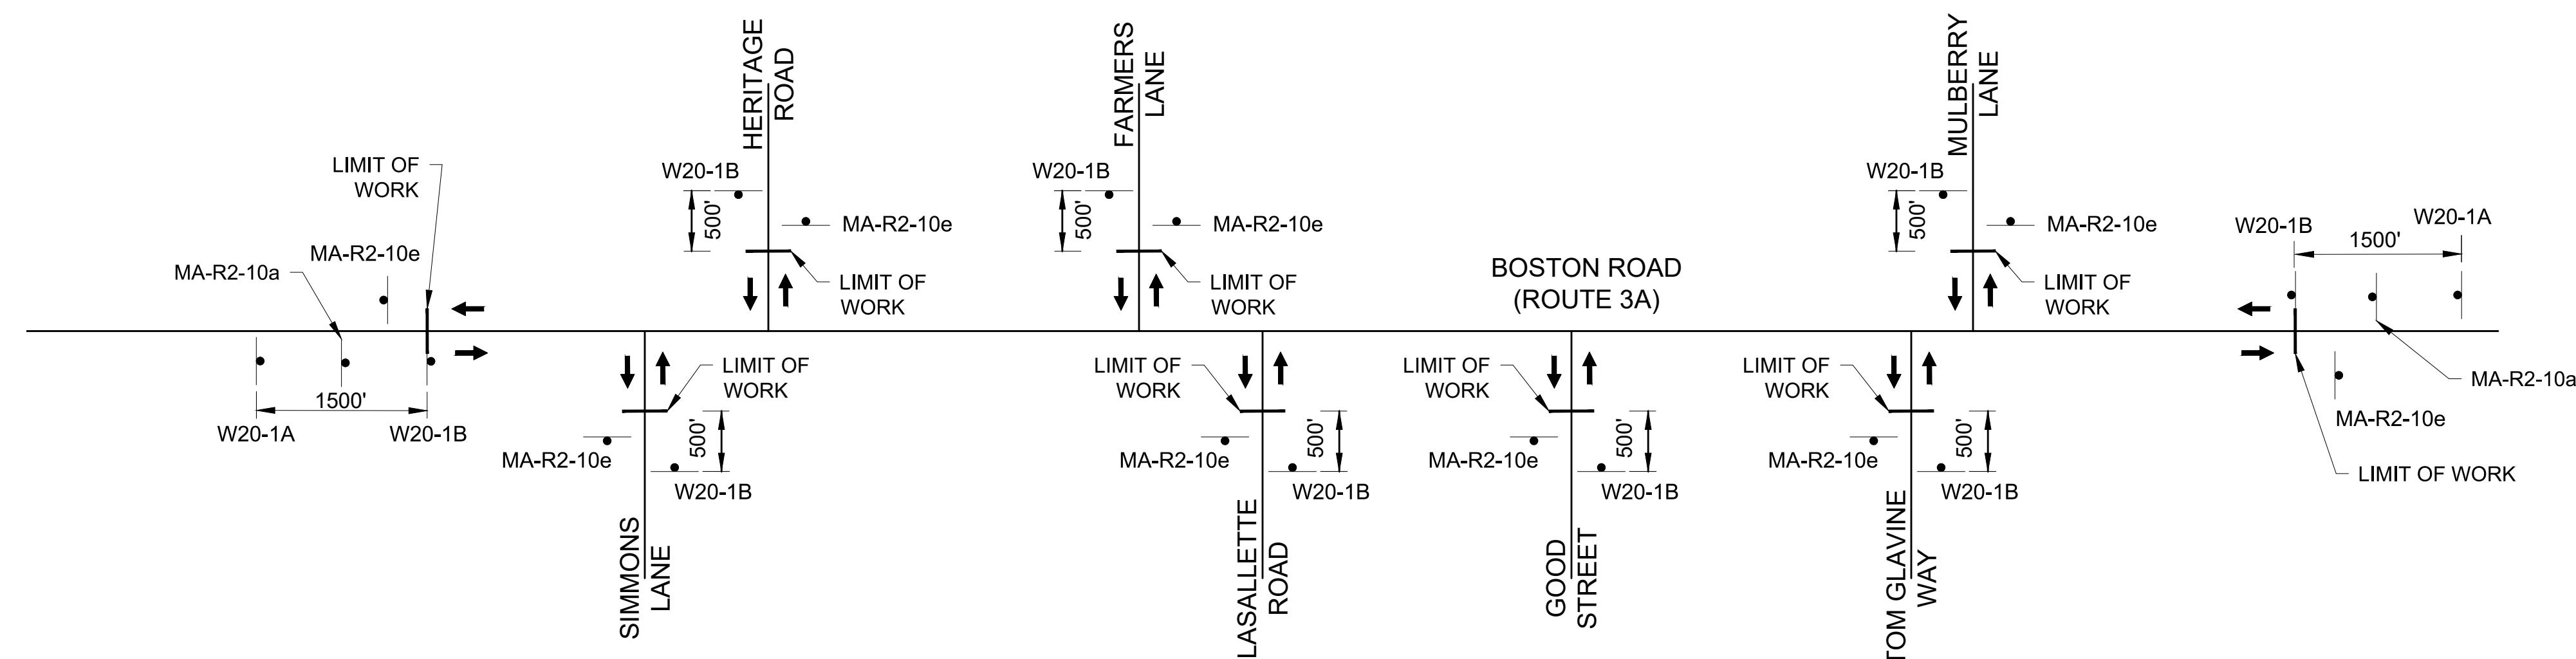 HERITAGE
ROAD
FARMERS
LANE
MULBERRY
LANE
LIMIT OF
WORK
W20-1B
500'
MA-R2-10e
LIMIT OF
WORK
W20-1B
500'
MA-R2-10e
LIMIT OF
WORK
W20-1B
500'
MA-R2-10e
LIMIT OF
WORK
MA-R2-10e
MA-R2-10a
BOSTON ROAD
(ROUTE 3A)
W20-1B
W20-1A
1500'
1500'
W20-1A
W20-1B
LIMIT OF
WORK
MA-R2-10e
500'
W20-1B
LIMIT OF
WORK
MA-R2-10e
500'
W20-1B
LIMIT OF
WORK
MA-R2-10e
500'
W20-1B
LIMIT OF
WORK
MA-R2-10e
500'
W20-1B
MA-R2-10a
MA-R2-10e
LIMIT OF WORK
SIMMONS
LANE
LASALLETTE
ROAD
GOOD
STREET
TOM GLAVINE
WAY